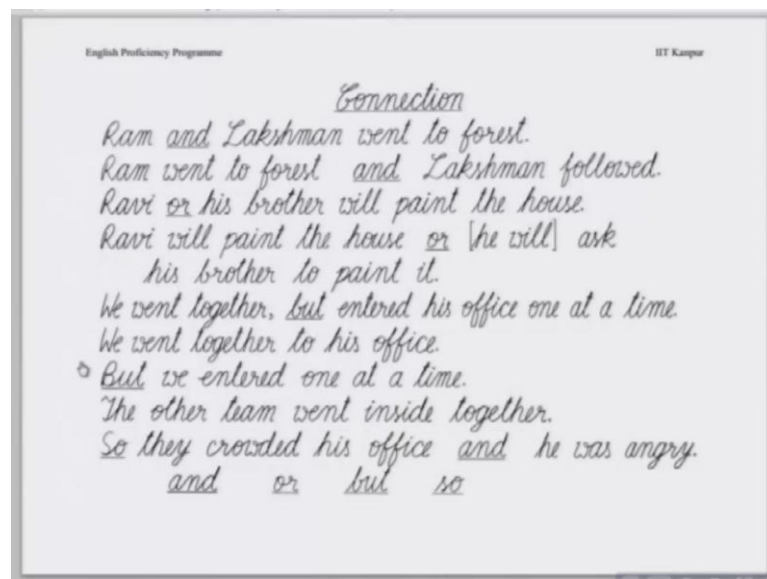 English Proficiency Programme IIT Kanpur
Connection
Ram and Lakshman went to forest.
Ram went to forest and Lakshman followed.
Ravi or his brother will paint the house.
Ravi will paint the house or [he will] ask
his brother to paint it.
We went together, but entered his office one at a time.
We went together to his office.
But we entered one at a time.
The other team went inside together.
So they crowded his office and he was angry.
and or but so